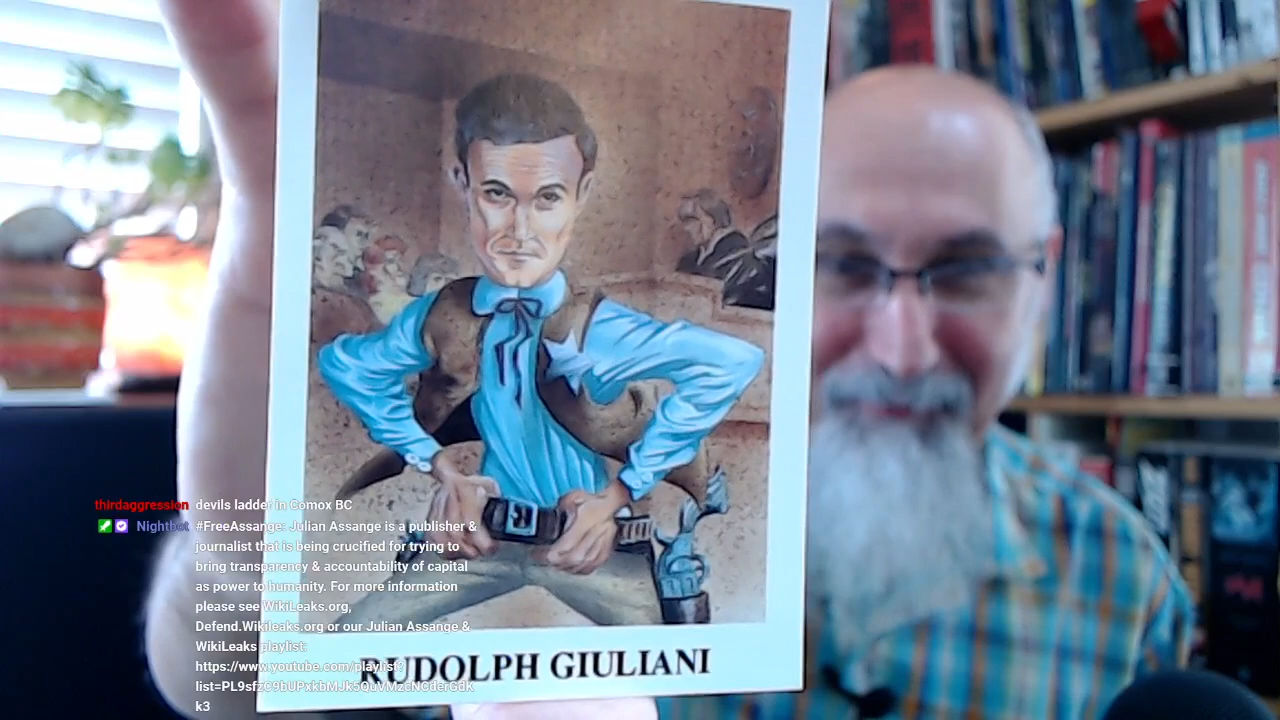 RUDOLPH GIULIANI
thirdaggression devils ladder in Comox BC
Nightbot #FreeAssange: Julian Assange is a publisher &
journalist that is being crucified for trying to
bring transparency & accountability of capital
as power to humanity. For more information
please see WikiLeaks.org,
Defend.Wikileaks.org or our Julian Assange &
WikiLeaks playlist:
https://www.youtube.com/playlist?
k3